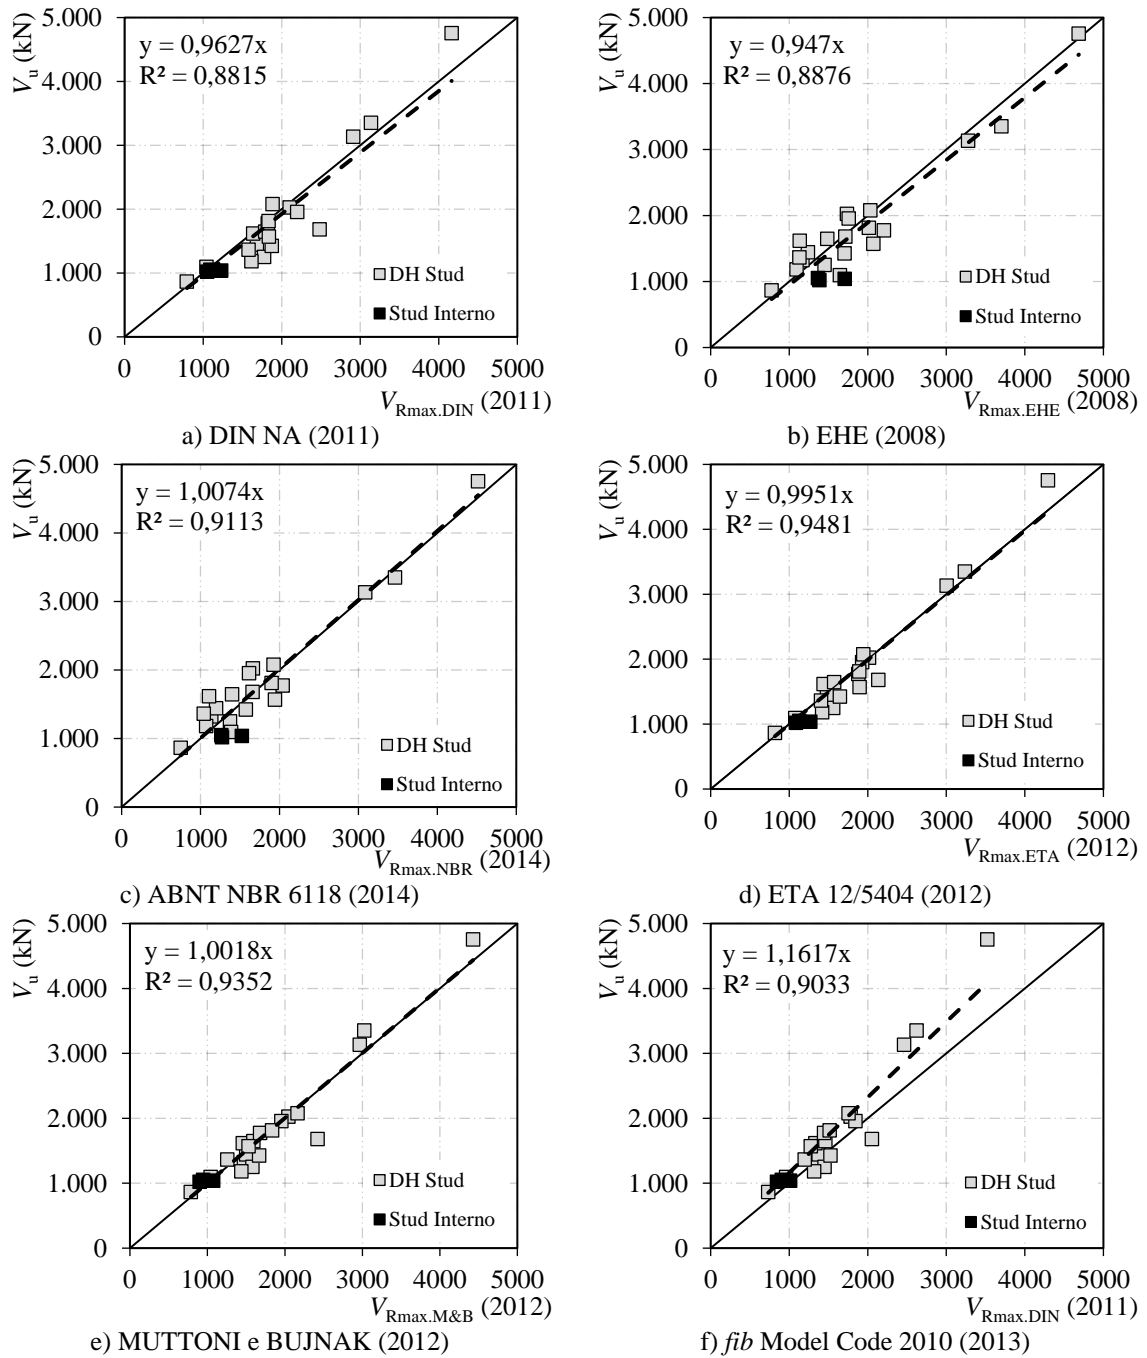 5.000
4.000
3.000
2.000
1.000
0
V_u (kN)
y = 0,9627x
R² = 0,8815
DH Stud
Stud Interno
0 1000 2000 3000 4000 5000
V_Rmax.DIN (2011)
a) DIN NA (2011)
5.000
4.000
3.000
2.000
1.000
0
V_u (kN)
y = 0,947x
R² = 0,8876
DH Stud
Stud Interno
0 1000 2000 3000 4000 5000
V_Rmax.EHE (2008)
b) EHE (2008)
5.000
4.000
3.000
2.000
1.000
0
V_u (kN)
y = 1,0074x
R² = 0,9113
DH Stud
Stud Interno
0 1000 2000 3000 4000 5000
V_Rmax.NBR (2014)
c) ABNT NBR 6118 (2014)
5.000
4.000
3.000
2.000
1.000
0
V_u (kN)
y = 0,9951x
R² = 0,9481
DH Stud
Stud Interno
0 1000 2000 3000 4000 5000
V_Rmax.ETA (2012)
d) ETA 12/5404 (2012)
5.000
4.000
3.000
2.000
1.000
0
V_u (kN)
y = 1,0018x
R² = 0,9352
DH Stud
Stud Interno
0 1000 2000 3000 4000 5000
V_Rmax.M&B (2012)
e) MUTTONI e BUJNAK (2012)
5.000
4.000
3.000
2.000
1.000
0
V_u (kN)
y = 1,1617x
R² = 0,9033
DH Stud
Stud Interno
0 1000 2000 3000 4000 5000
V_Rmax.DIN (2011)
f) fib Model Code 2010 (2013)